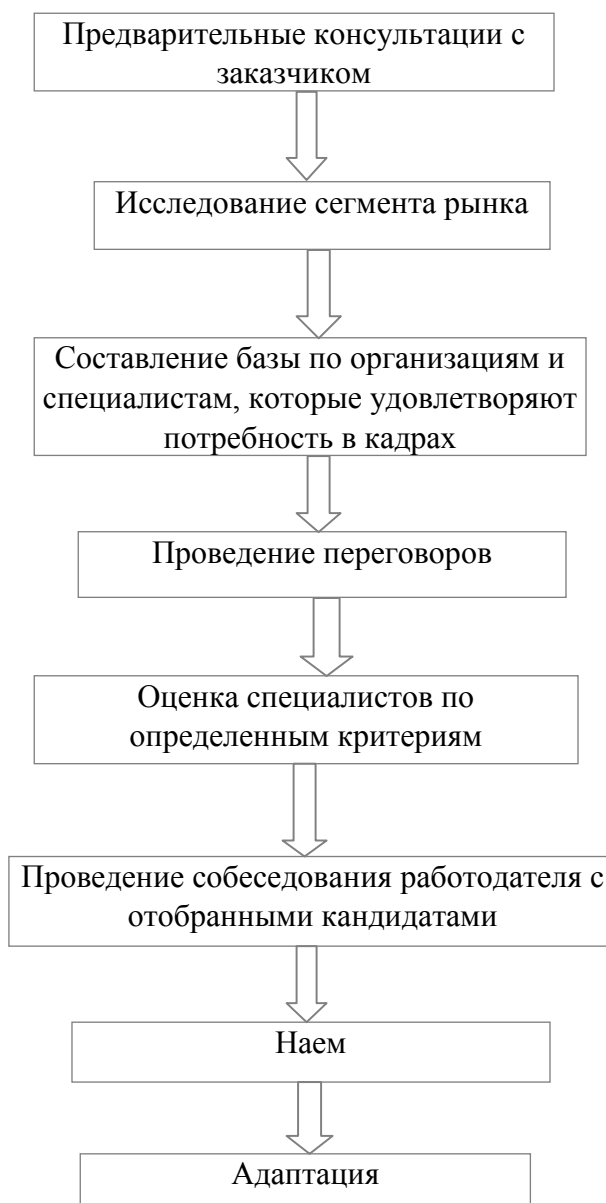 Предварительные консультации с
заказчиком
Исследование сегмента рынка
Составление базы по организациям и
специалистам, которые удовлетворяют
потребность в кадрах
Проведение переговоров
Оценка специалистов по
определенным критериям
Проведение собеседования работодателя с
отобранными кандидатами
Наем
Адаптация